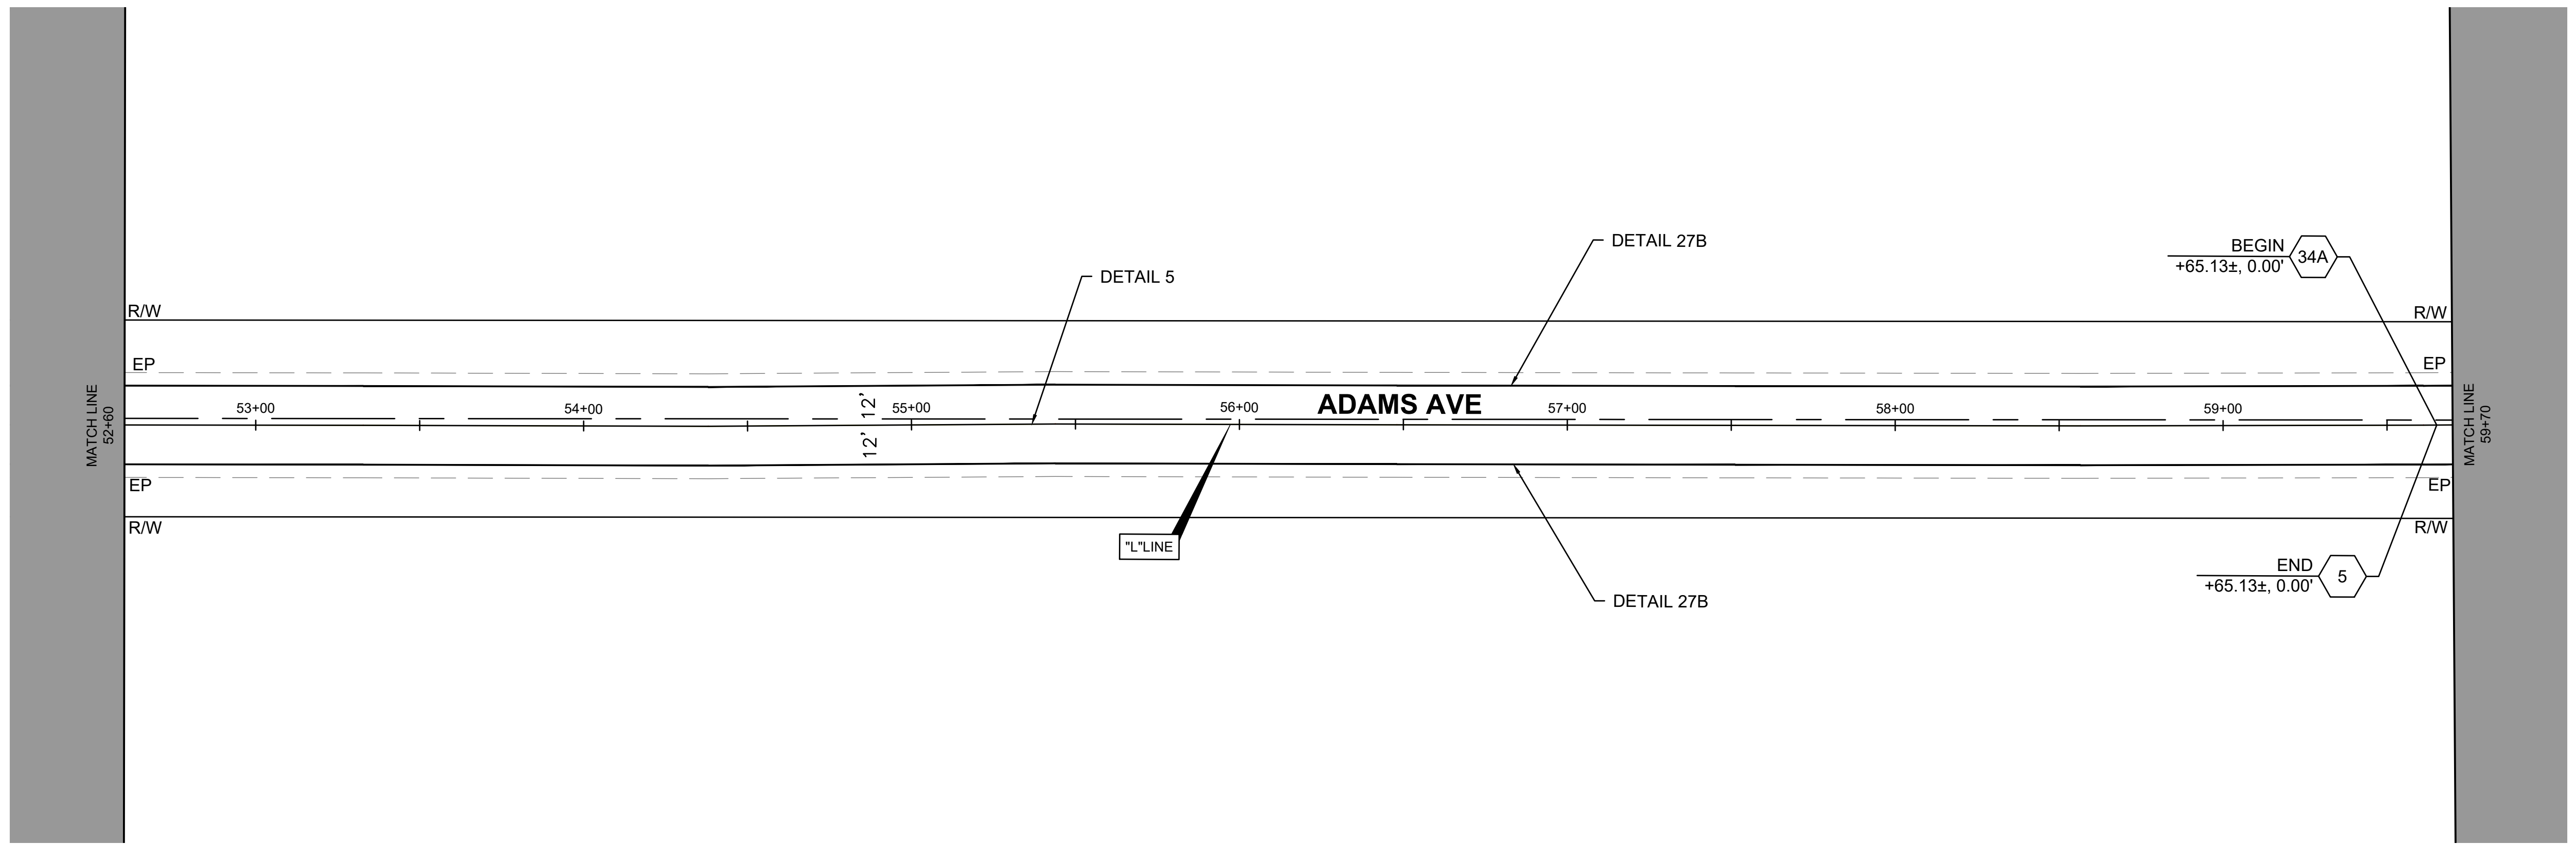 DETAIL 27B
BEGIN
34A
+65.13±, 0.00'
DETAIL 5
R/W
R/W
EP
EP
MATCH LINE
52+60
12'
12'
53+00
54+00
55+00
56+00
ADAMS AVE
57+00
58+00
59+00
MATCH LINE
59+70
EP
EP
R/W
R/W
"L"LINE
END
5
+65.13±, 0.00'
DETAIL 27B